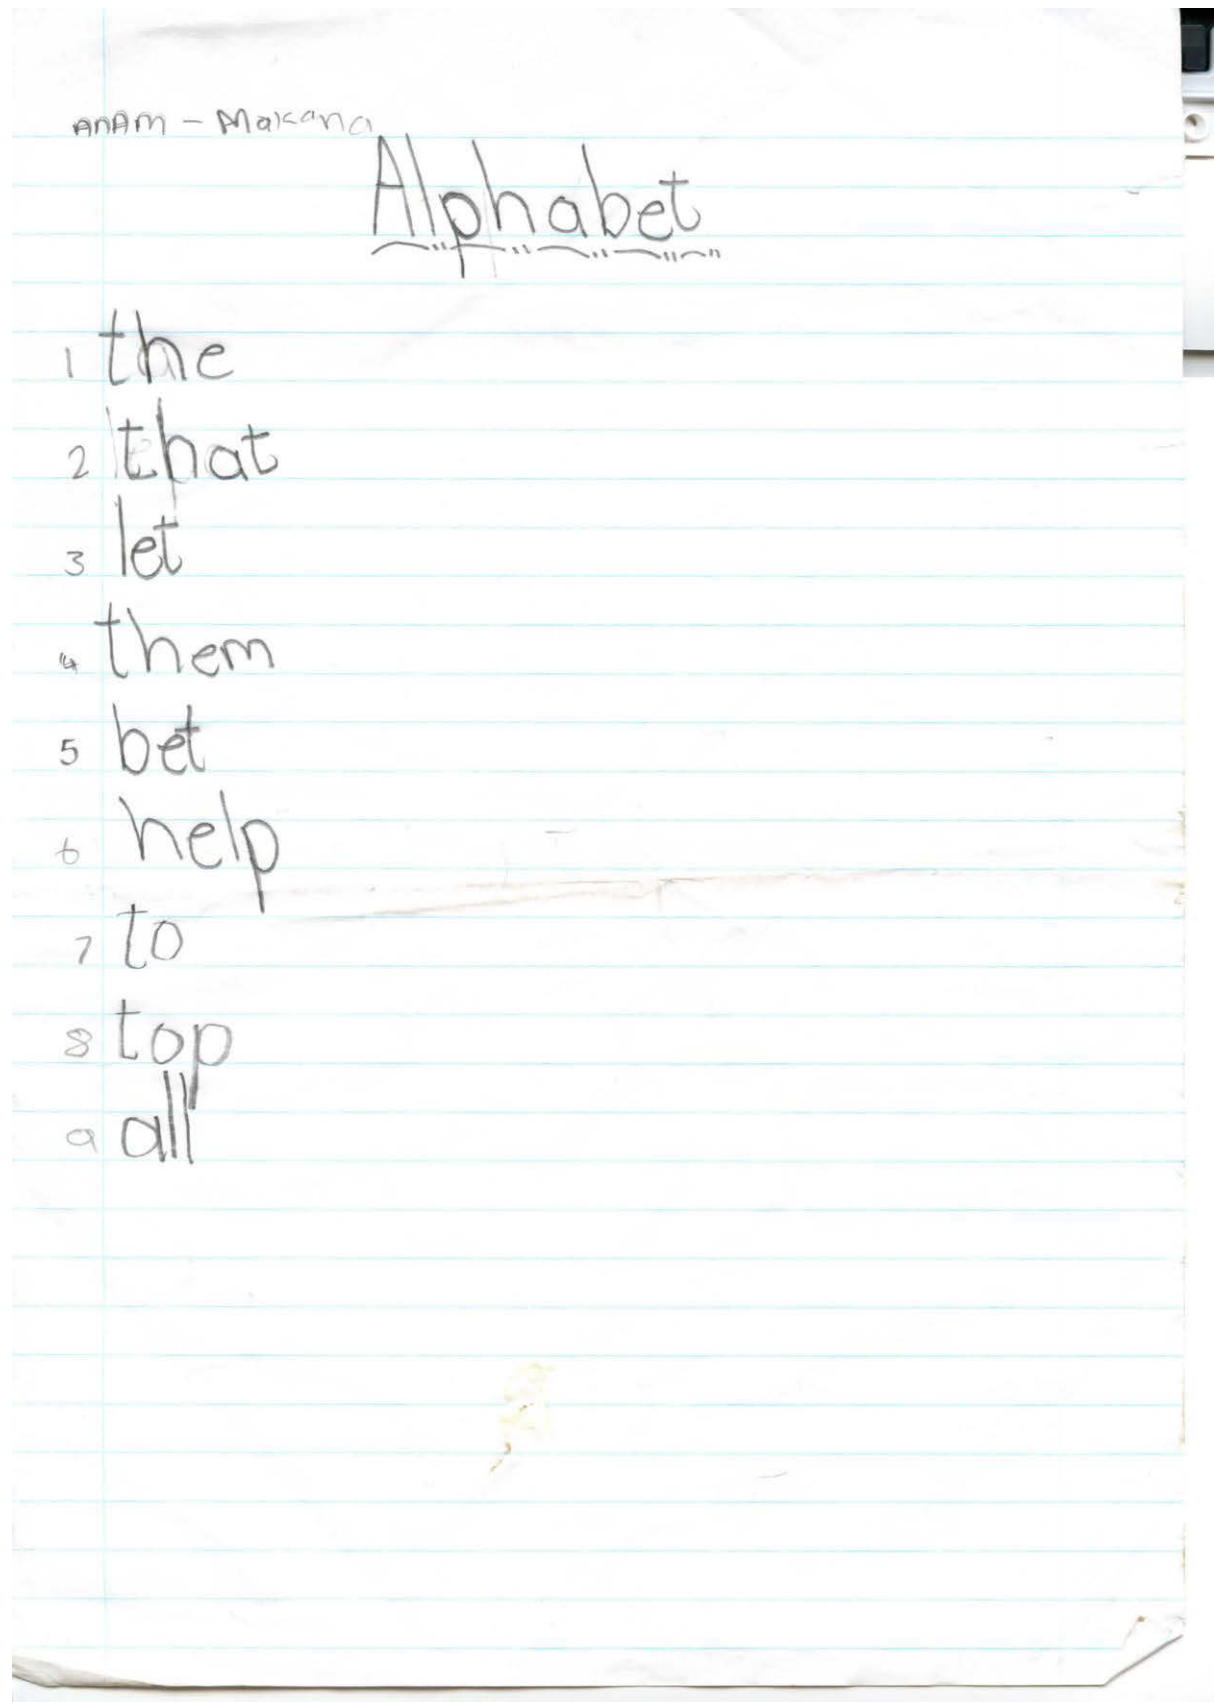 AnAm - Makana
Alphabet
1 the
2 that
3 let
4 them
5 bet
6 help
7 to
8 top
9 all